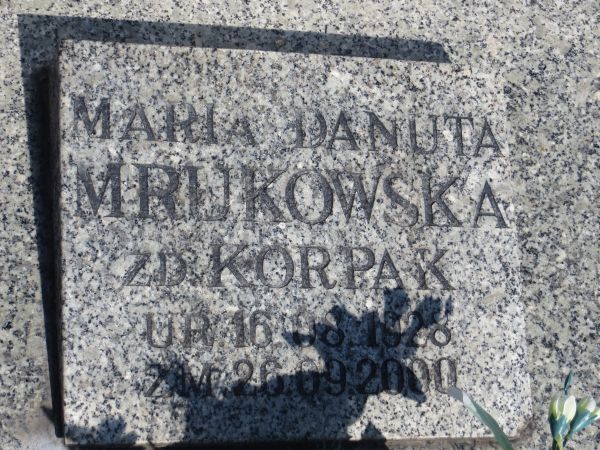 MARIA DANUTA
MRUKOWSKA
ZD. KORPAK
UR. 16.08.1928
ZM. 26.09.2000